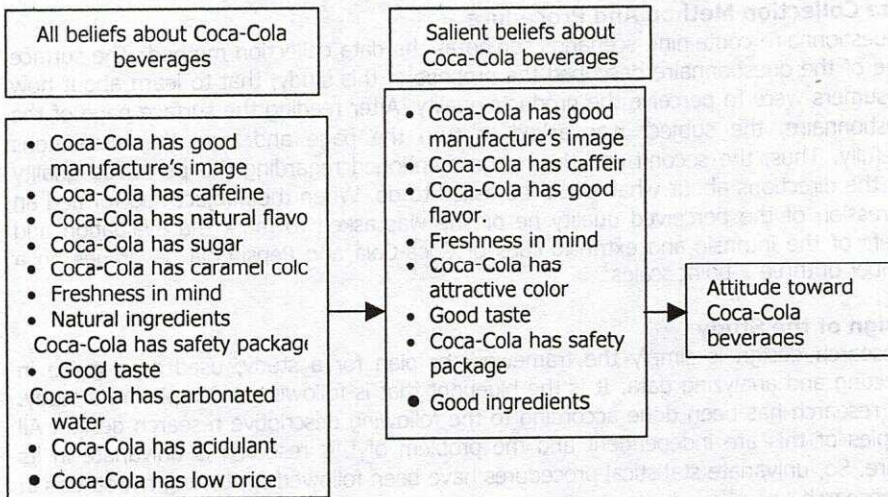 All beliefs about Coca-Cola
beverages
Salient beliefs about
Coca-Cola beverages
• Coca-Cola has good
manufacture's image
• Coca-Cola has caffeine
• Coca-Cola has natural flavo
• Coca-Cola has sugar
• Coca-Cola has caramel colc
• Freshness in mind
• Natural ingredients
Coca-Cola has safety packag
• Good taste
Coca-Cola has carbonated
water
• Coca-Cola has acidulant
• Coca-Cola has low price
• Coca-Cola has good
manufacture's image
• Coca-Cola has caffeir
• Coca-Cola has good
flavor.
• Freshness in mind
• Coca-Cola has
attractive color
• Good taste
• Coca-Cola has safety
package
• Good ingredients
Attitude toward
Coca-Cola
beverages